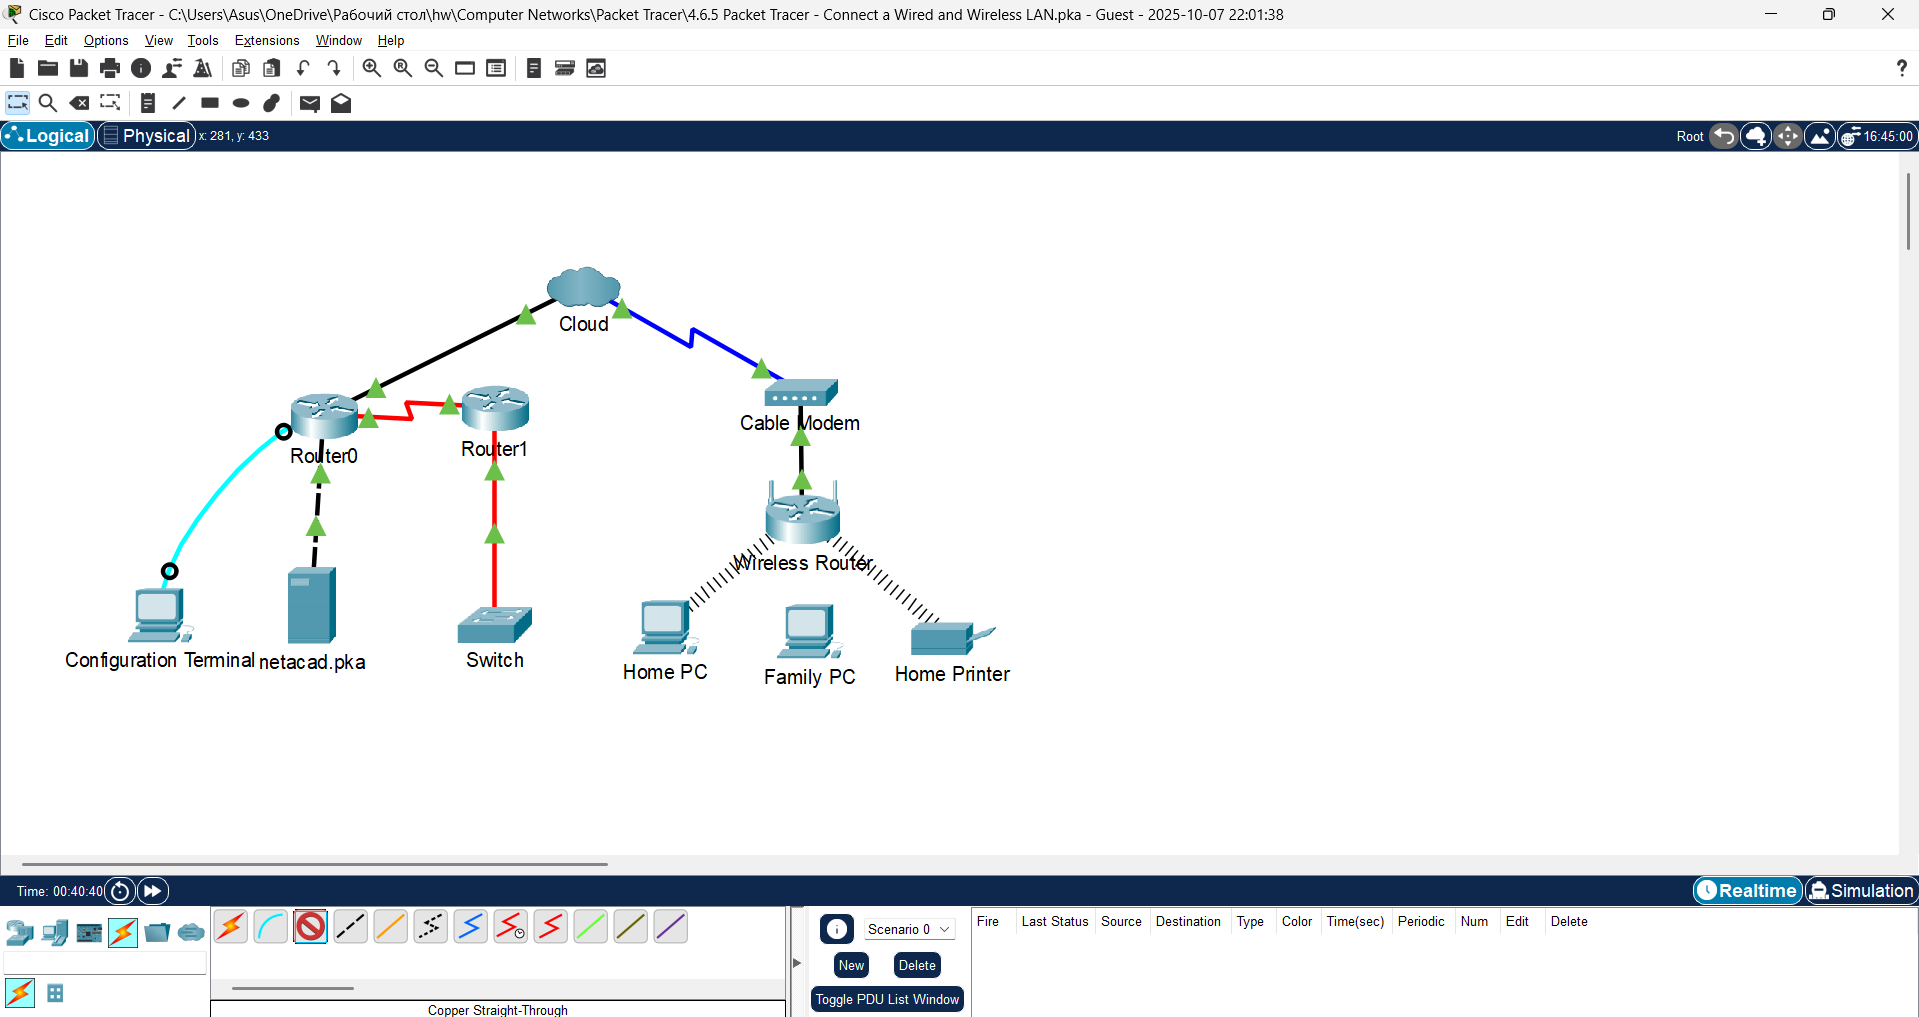 Cisco Packet Tracer - C:\Users\Asus\OneDrive\Рабочий стол\hw\Computer Networks\Packet Tracer\4.6.5 Packet Tracer - Connect a Wired and Wireless LAN.pka - Guest - 2025-10-07 22:01:38
File Edit Options View Tools Extensions Window Help
?
Logical Physical x: 281, y: 433 Root 16:45:00
Cloud
Cable Modem
Router0
Router1
Wireless Router
Configuration Terminal
netacad.pka
Switch
Home PC
Family PC
Home Printer
Time: 00:40:40 Realtime Simulation
Scenario 0
New Delete
Toggle PDU List Window
Fire Last Status Source Destination Type Color Time(sec) Periodic Num Edit Delete
Copper Straight-Through